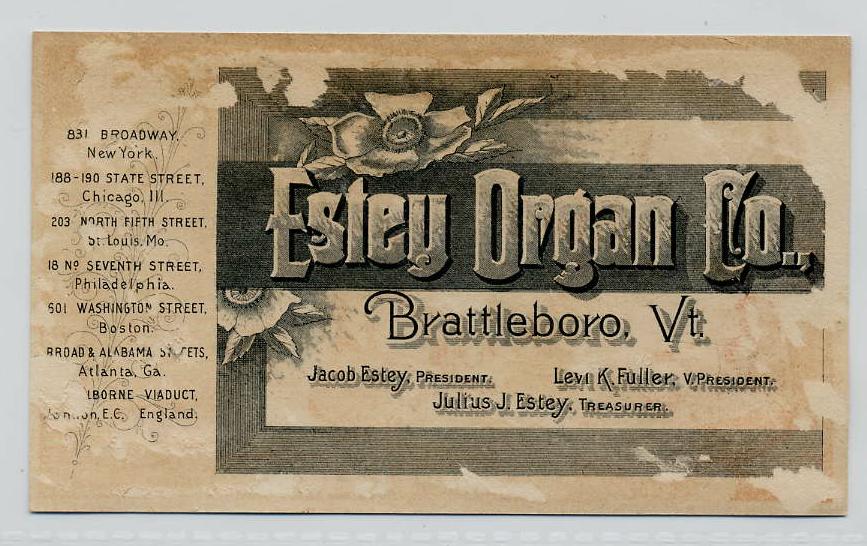 831 BROADWAY,
New York.
188-190 STATE STREET,
Chicago, Ill.
203 NORTH FIFTH STREET,
St. Louis, Mo.
18 No SEVENTH STREET,
Philadelphia.
601 WASHINGTON STREET,
Boston.
BROAD & ALABAMA
Atlanta, Ga.
VIADUCT,
E.C. England.
Estey Organ Co.,
Brattleboro, Vt.
Jacob Estey, PRESIDENT. Levi K. Fuller, V. PRESIDENT.
Julius J. Estey, TREASURER.